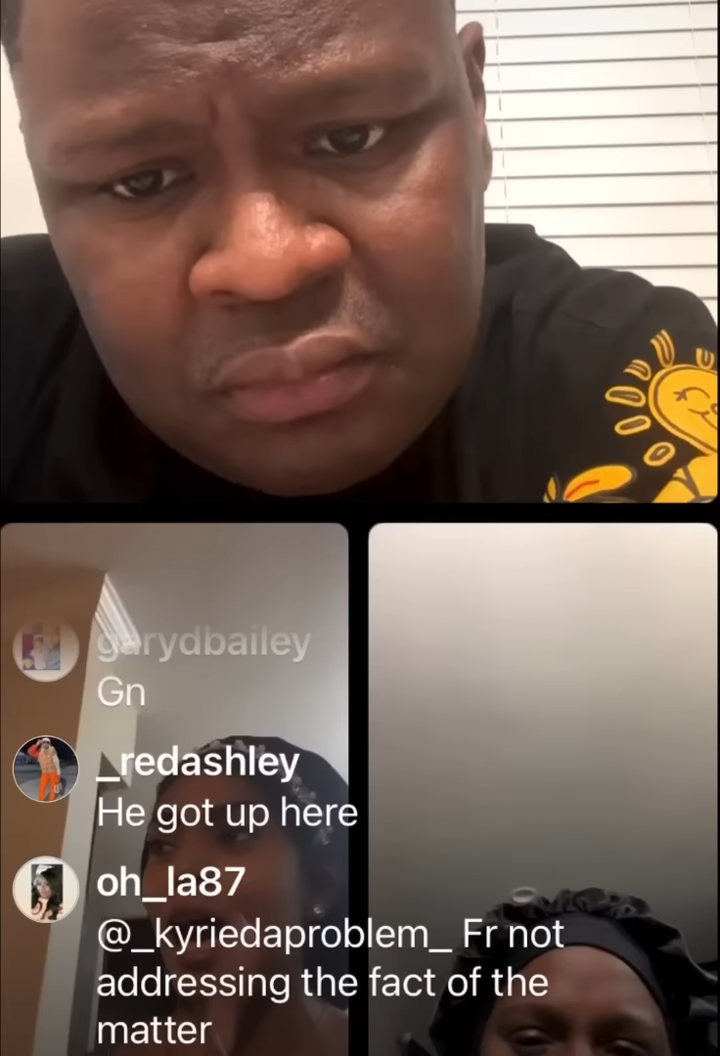 garydbailey
Gn
_redashley
He got up here
oh_la87
@_kyriedaproblem_ Fr not
addressing the fact of the
matter